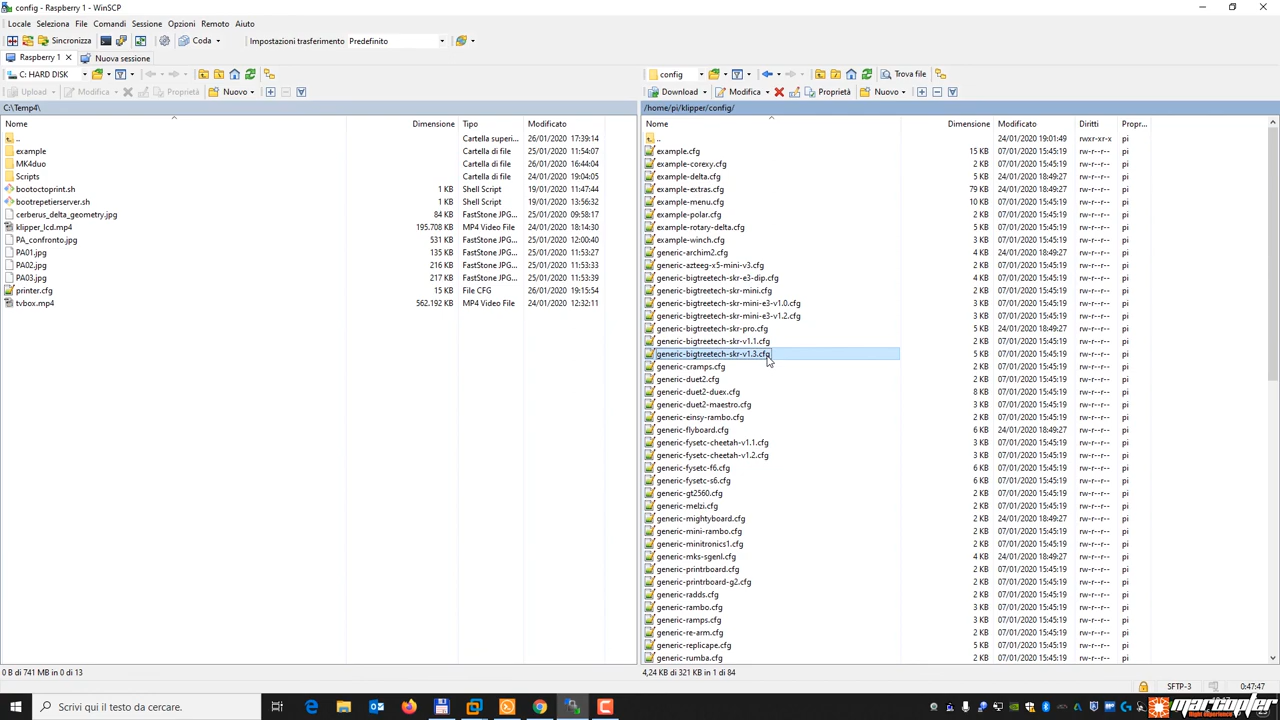 config - Raspberry 1 - WinSCP
Locale Seleziona File Comandi Sessione Opzioni Remoto Aiuto
Sincronizza Coda Impostazioni trasferimento Predefinito
Raspberry 1 Nuova sessione
C: HARD DISK config Trova file
Upload Modifica Proprietà Nuovo Download Modifica Proprietà Nuovo
C:\Temp4\ /home/pi/klipper/config/
Nome Dimensione Tipo Modificato
.. Cartella superi... 26/01/2020 17:39:14
example Cartella di file 25/01/2020 11:54:07
MK4duo Cartella di file 26/01/2020 16:44:04
Scripts Cartella di file 24/01/2020 19:04:05
bootoctoprint.sh 1 KB Shell Script 19/01/2020 11:47:44
bootrepetierserver.sh 1 KB Shell Script 19/01/2020 13:56:32
cerberus_delta_geometry.jpg 84 KB FastStone JPG... 25/01/2020 09:58:17
klipper_lcd.mp4 195.708 KB MP4 Video File 24/01/2020 18:14:30
PA_confronto.jpg 531 KB FastStone JPG... 25/01/2020 12:00:40
PA01.jpg 135 KB FastStone JPG... 25/01/2020 11:53:27
PA02.jpg 216 KB FastStone JPG... 25/01/2020 11:53:33
PA03.jpg 217 KB FastStone JPG... 25/01/2020 11:53:39
printer.cfg 15 KB File CFG 26/01/2020 19:15:54
tvbox.mp4 562.192 KB MP4 Video File 24/01/2020 12:32:11
Nome Dimensione Modificato Diritti Propr...
.. 24/01/2020 19:01:49 rwxr-xr-x pi
example.cfg 15 KB 07/01/2020 15:45:19 rw-r--r-- pi
example-corexy.cfg 2 KB 07/01/2020 15:45:19 rw-r--r-- pi
example-delta.cfg 5 KB 24/01/2020 18:49:27 rw-r--r-- pi
example-extras.cfg 79 KB 24/01/2020 18:49:27 rw-r--r-- pi
example-menu.cfg 10 KB 07/01/2020 15:45:19 rw-r--r-- pi
example-polar.cfg 2 KB 07/01/2020 15:45:19 rw-r--r-- pi
example-rotary-delta.cfg 5 KB 07/01/2020 15:45:19 rw-r--r-- pi
example-winch.cfg 3 KB 07/01/2020 15:45:19 rw-r--r-- pi
generic-archim2.cfg 4 KB 07/01/2020 15:45:19 rw-r--r-- pi
generic-azteeg-x5-mini-v3.cfg 2 KB 07/01/2020 15:45:19 rw-r--r-- pi
generic-bigtreetech-skr-e3-dip.cfg 4 KB 07/01/2020 15:45:19 rw-r--r-- pi
generic-bigtreetech-skr-mini.cfg 2 KB 07/01/2020 15:45:19 rw-r--r-- pi
generic-bigtreetech-skr-mini-e3-v1.0.cfg 3 KB 07/01/2020 15:45:19 rw-r--r-- pi
generic-bigtreetech-skr-mini-e3-v1.2.cfg 3 KB 07/01/2020 15:45:19 rw-r--r-- pi
generic-bigtreetech-skr-pro.cfg 5 KB 24/01/2020 18:49:27 rw-r--r-- pi
generic-bigtreetech-skr-v1.1.cfg 2 KB 07/01/2020 15:45:19 rw-r--r-- pi
generic-bigtreetech-skr-v1.3.cfg 5 KB 07/01/2020 15:45:19 rw-r--r-- pi
generic-cramps.cfg 2 KB 07/01/2020 15:45:19 rw-r--r-- pi
generic-duet2.cfg 2 KB 07/01/2020 15:45:19 rw-r--r-- pi
generic-duet2-duex.cfg 8 KB 07/01/2020 15:45:19 rw-r--r-- pi
generic-duet2-maestro.cfg 2 KB 07/01/2020 15:45:19 rw-r--r-- pi
generic-einsy-rambo.cfg 2 KB 07/01/2020 15:45:19 rw-r--r-- pi
generic-flyboard.cfg 6 KB 24/01/2020 18:49:27 rw-r--r-- pi
generic-fysetc-cheetah-v1.1.cfg 3 KB 07/01/2020 15:45:19 rw-r--r-- pi
generic-fysetc-cheetah-v1.2.cfg 3 KB 07/01/2020 15:45:19 rw-r--r-- pi
generic-fysetc-f6.cfg 6 KB 07/01/2020 15:45:19 rw-r--r-- pi
generic-fysetc-s6.cfg 6 KB 07/01/2020 15:45:19 rw-r--r-- pi
generic-gt2560.cfg 2 KB 07/01/2020 15:45:19 rw-r--r-- pi
generic-melzi.cfg 2 KB 07/01/2020 15:45:19 rw-r--r-- pi
generic-mightyboard.cfg 3 KB 24/01/2020 18:49:27 rw-r--r-- pi
generic-mini-rambo.cfg 2 KB 07/01/2020 15:45:19 rw-r--r-- pi
generic-minitronics1.cfg 2 KB 07/01/2020 15:45:19 rw-r--r-- pi
generic-mks-sgenl.cfg 4 KB 24/01/2020 18:49:27 rw-r--r-- pi
generic-printrboard.cfg 2 KB 07/01/2020 15:45:19 rw-r--r-- pi
generic-printrboard-g2.cfg 2 KB 07/01/2020 15:45:19 rw-r--r-- pi
generic-radds.cfg 2 KB 07/01/2020 15:45:19 rw-r--r-- pi
generic-rambo.cfg 3 KB 07/01/2020 15:45:19 rw-r--r-- pi
generic-ramps.cfg 3 KB 07/01/2020 15:45:19 rw-r--r-- pi
generic-re-arm.cfg 2 KB 07/01/2020 15:45:19 rw-r--r-- pi
generic-replicape.cfg 5 KB 07/01/2020 15:45:19 rw-r--r-- pi
generic-rumba.cfg 2 KB 07/01/2020 15:45:19 rw-r--r-- pi
0 B di 741 MB in 0 di 13 4,24 KB di 321 KB in 1 di 84
SFTP-3 0:47:47
Scrivi qui il testo da cercare.
martopter
flight experience